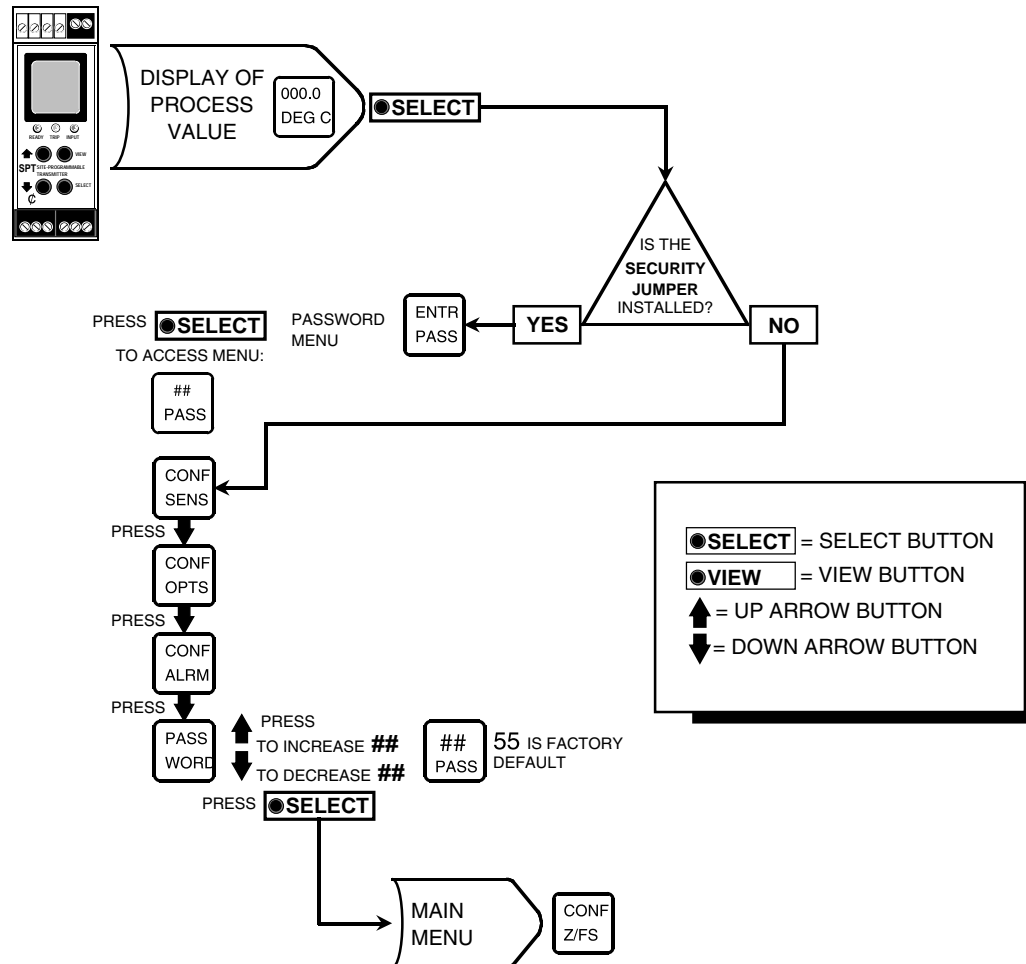 DISPLAY OF
PROCESS
VALUE
000.0
DEG C
SELECT
READY TRIP INPUT
VIEW
SPT SITE-PROGRAMMABLE
TRANSMITTER
SELECT
IS THE
SECURITY
JUMPER
INSTALLED?
YES
NO
ENTR
PASS
PASSWORD
MENU
PRESS SELECT
TO ACCESS MENU:
##
PASS
CONF
SENS
PRESS
CONF
OPTS
PRESS
CONF
ALRM
PRESS
PASS
WORD
PRESS
TO INCREASE ##
TO DECREASE ##
##
PASS
55 IS FACTORY
DEFAULT
PRESS SELECT
MAIN
MENU
CONF
Z/FS
SELECT = SELECT BUTTON
VIEW = VIEW BUTTON
= UP ARROW BUTTON
= DOWN ARROW BUTTON